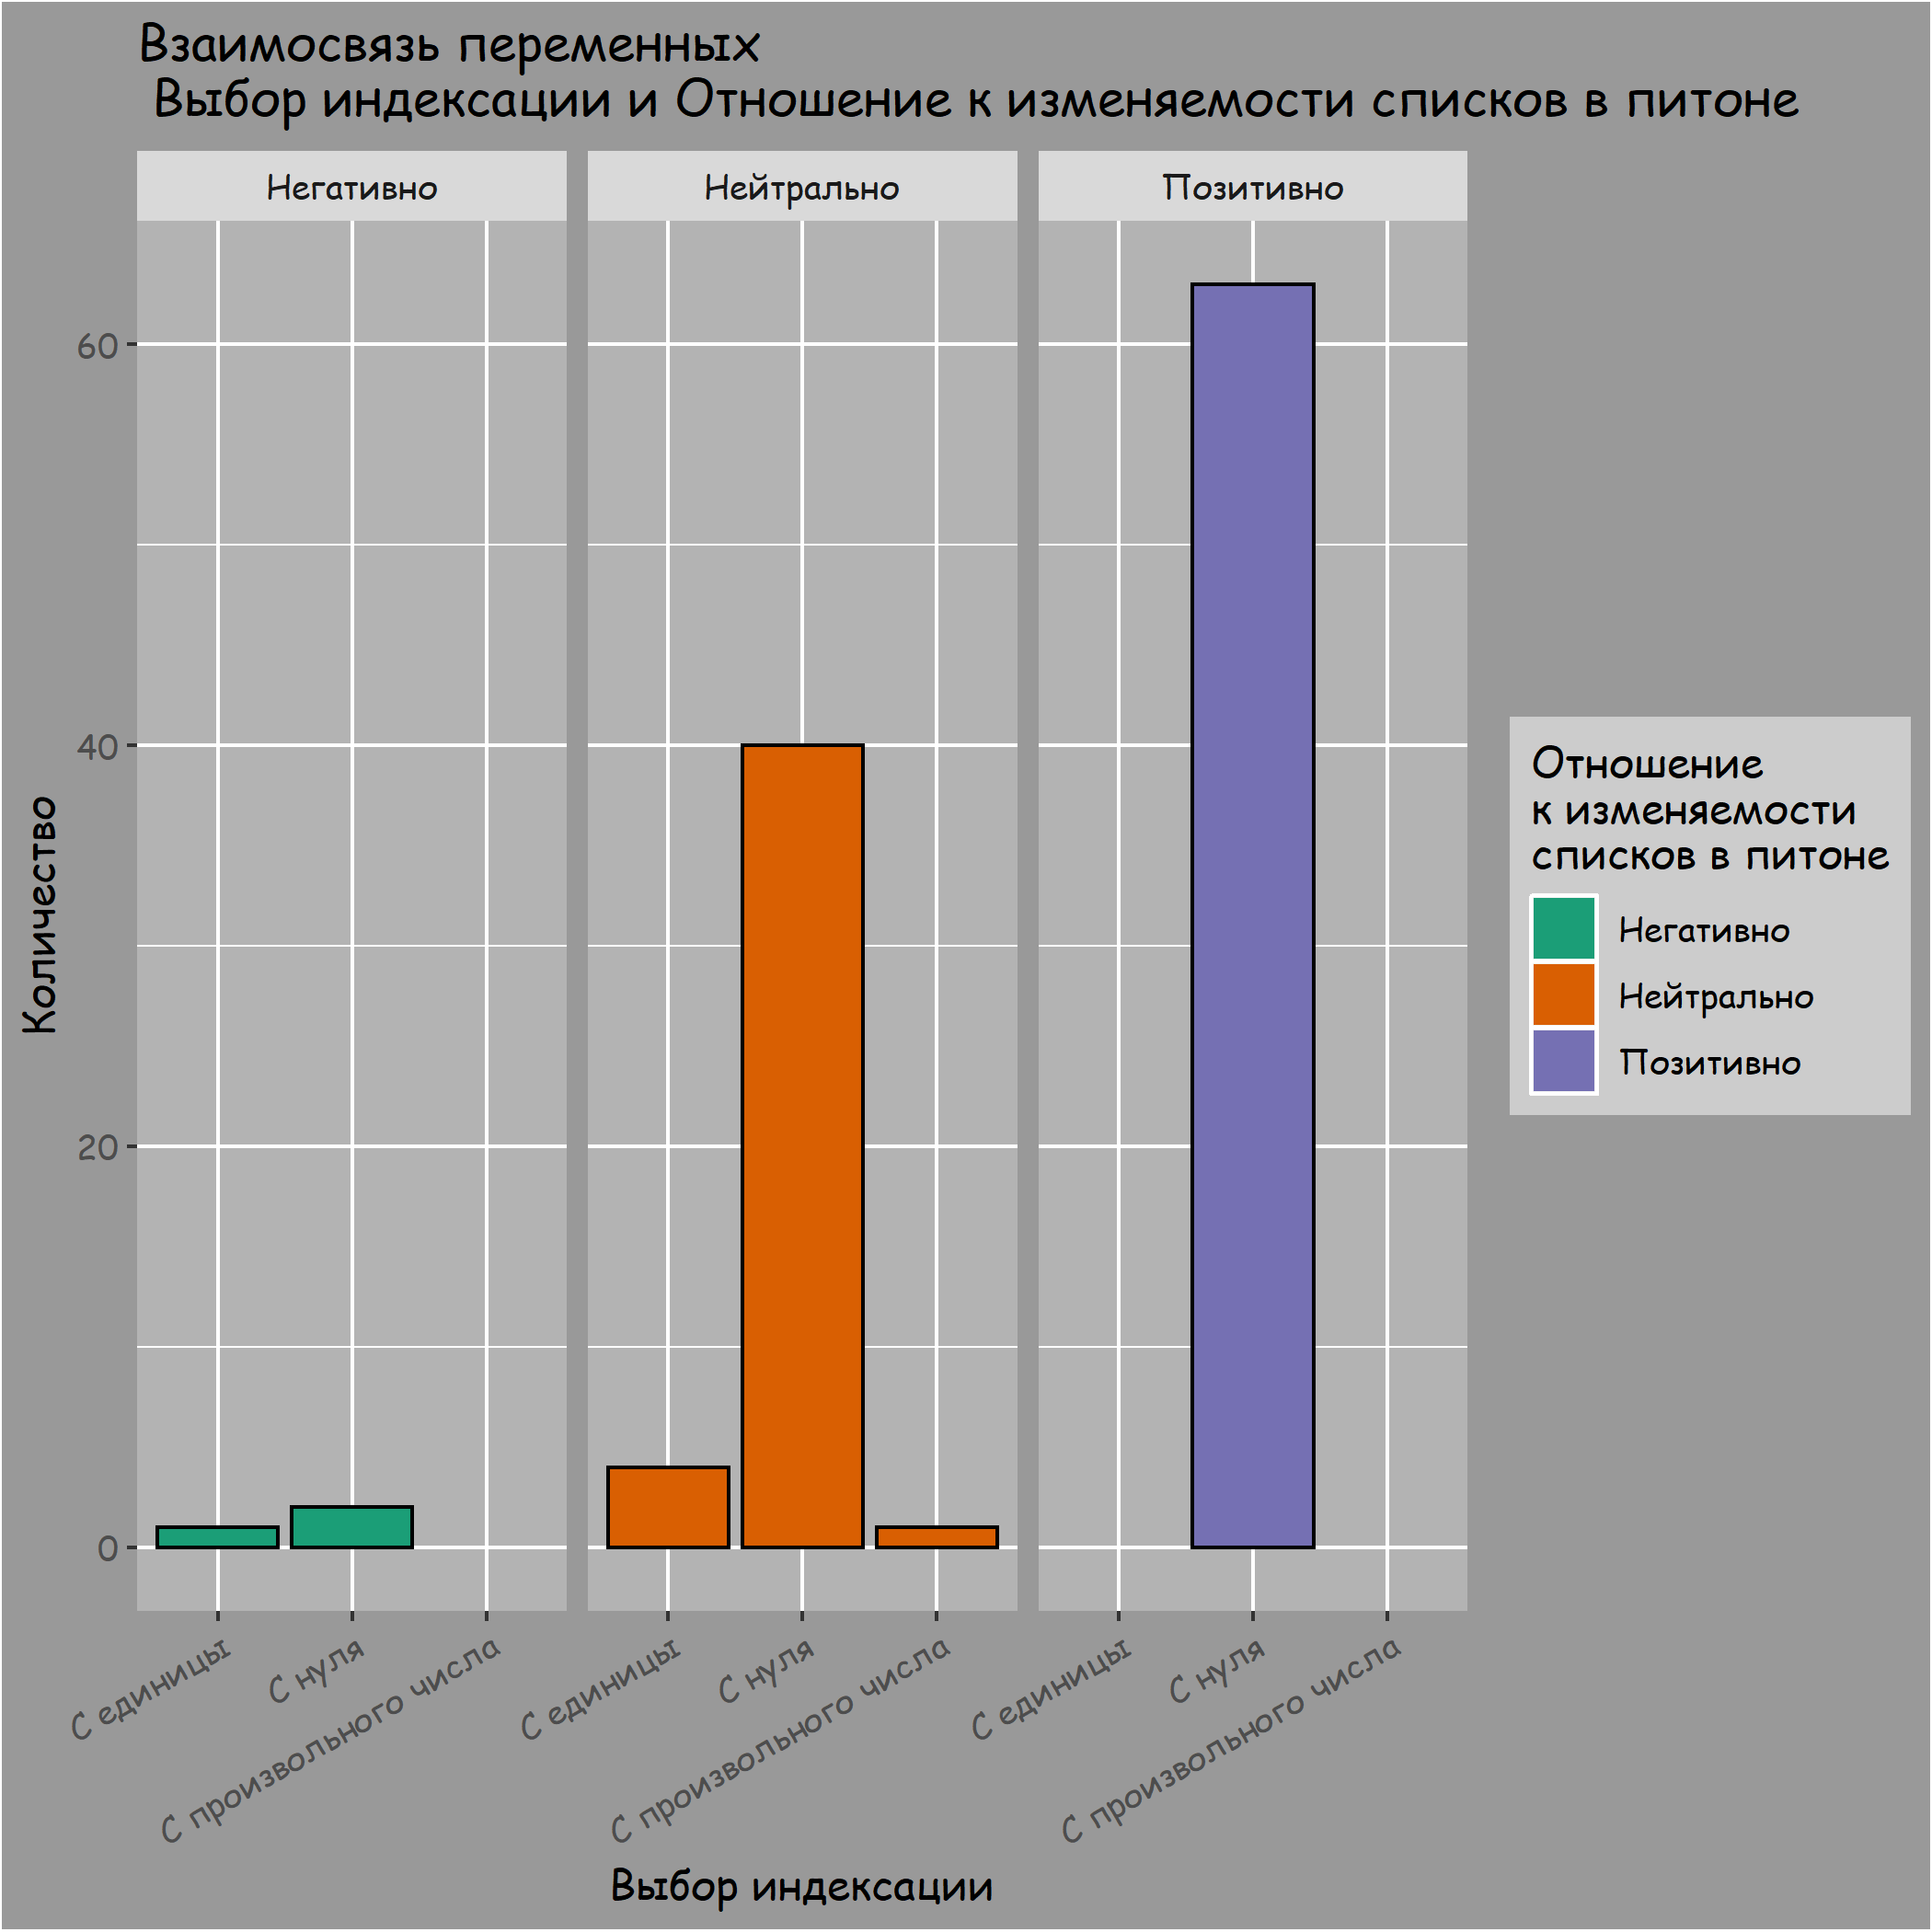 Взаимосвязь переменных
Выбор индексации и Отношение к изменяемости списков в питоне
Негативно
Нейтрально
Позитивно
60
40
20
0
Количество
С единицы
С нуля
С произвольного числа
С единицы
С нуля
С произвольного числа
С единицы
С нуля
С произвольного числа
Выбор индексации
Отношение
к изменяемости
списков в питоне
Негативно
Нейтрально
Позитивно